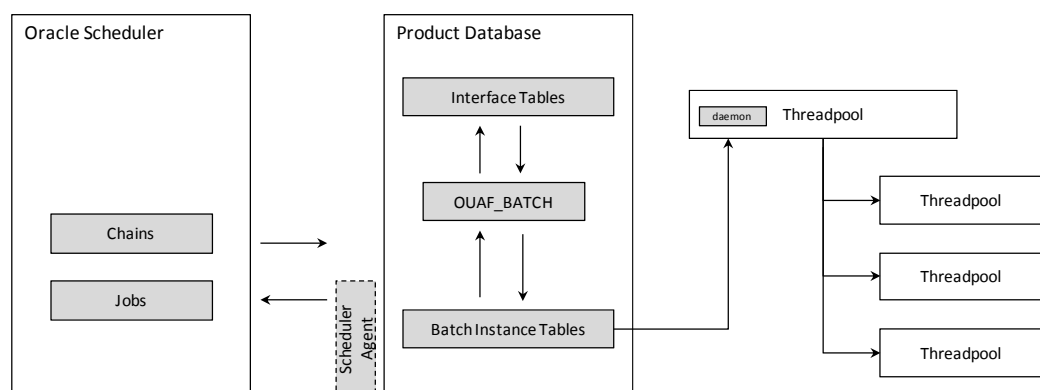 Oracle Scheduler
Chains
Jobs
Scheduler
Agent
Product Database
Interface Tables
OUAF_BATCH
Batch Instance Tables
daemon
Threadpool
Threadpool
Threadpool
Threadpool